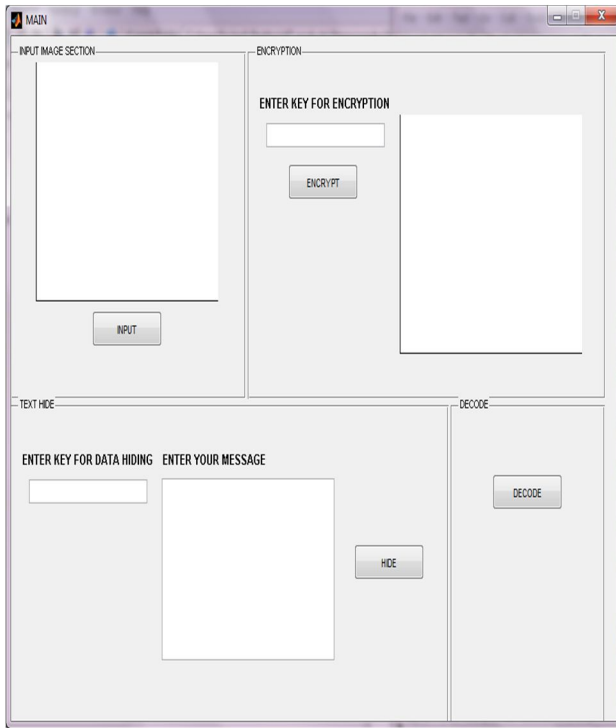 MAIN
INPUT IMAGE SECTION
INPUT
ENCRYPTION
ENTER KEY FOR ENCRYPTION
ENCRYPT
TEXT HIDE
ENTER KEY FOR DATA HIDING
ENTER YOUR MESSAGE
HIDE
DECODE
DECODE